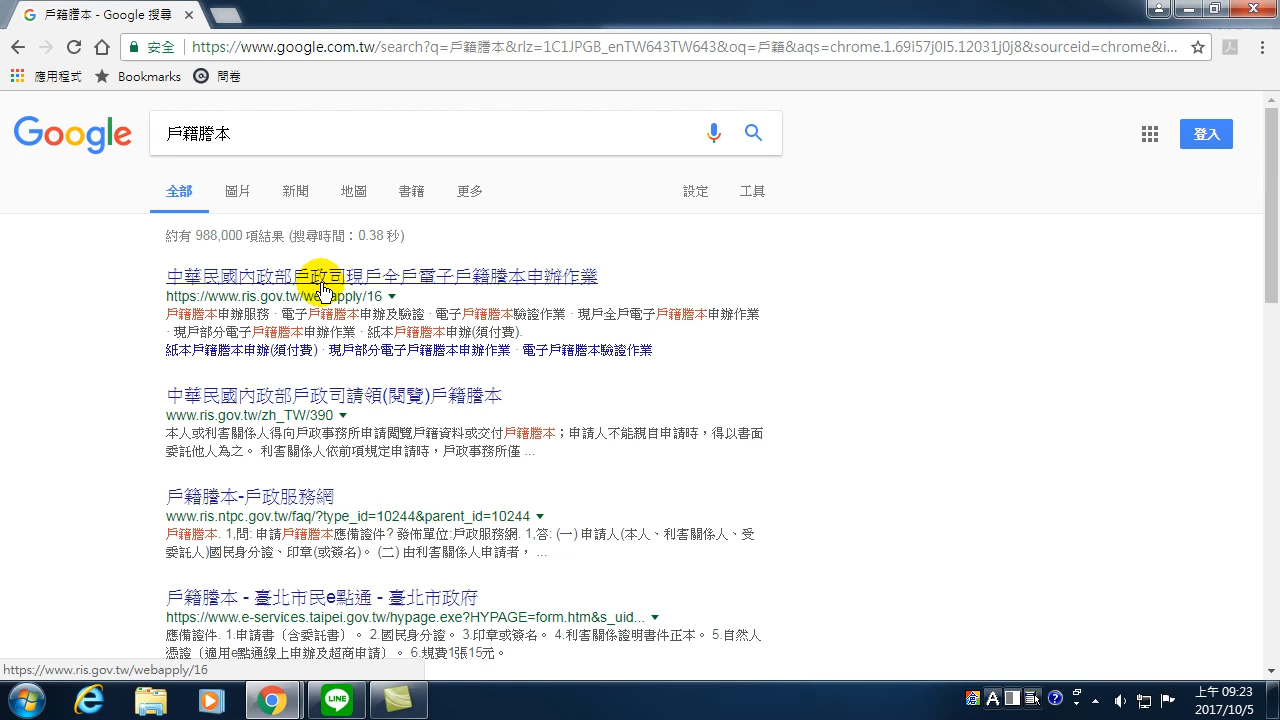 戶籍謄本 - Google 搜尋
安全
https://www.google.com.tw/search?q=戶籍謄本&rlz=1C1JPGB_enTW643TW643&oq=戶籍&aqs=chrome.1.69i57j0l5.12031j0j8&sourceid=chrome&i...
應用程式 Bookmarks 問卷
Google
戶籍謄本
登入
全部 圖片 新聞 地圖 書籍 更多 設定 工具
約有 988,000 項結果 (搜尋時間:0.38 秒)
中華民國內政部戶政司現戶全戶電子戶籍謄本申辦作業
https://www.ris.gov.tw/webapply/16
戶籍謄本申辦服務 · 電子戶籍謄本申辦及驗證 · 電子戶籍謄本驗證作業 · 現戶全戶電子戶籍謄本申辦作業
· 現戶部分電子戶籍謄本申辦作業 · 紙本戶籍謄本申辦(須付費).
紙本戶籍謄本申辦(須付費) · 現戶部分電子戶籍謄本申辦作業 · 電子戶籍謄本驗證作業
中華民國內政部戶政司請領(閱覽)戶籍謄本
www.ris.gov.tw/zh_TW/390
本人或利害關係人得向戶政事務所申請閱覽戶籍資料或交付戶籍謄本;申請人不能親自申請時,得以書面
委託他人為之。 利害關係人依前項規定申請時,戶政事務所僅 ...
戶籍謄本-戶政服務網
www.ris.ntpc.gov.tw/faq/?type_id=10244&parent_id=10244
戶籍謄本. 1,問: 申請戶籍謄本應備證件? 發佈單位:戶政服務網. 1,答: (一) 申請人(本人、利害關係人、受
委託人)國民身分證、印章(或簽名)。 (二) 由利害關係人申請者, ...
戶籍謄本 - 臺北市民e點通 - 臺北市政府
https://www.e-services.taipei.gov.tw/hypage.exe?HYPAGE=form.htm&s_uid...
應備證件. 1.申請書〔含委託書〕。 2.國民身分證。 3.印章或簽名。 4.利害關係證明書件正本。 5.自然人
憑證〔適用e點通線上申辦及超商申請〕。 6.規費1張15元。
https://www.ris.gov.tw/webapply/16
LINE
A
上午 09:23
2017/10/5